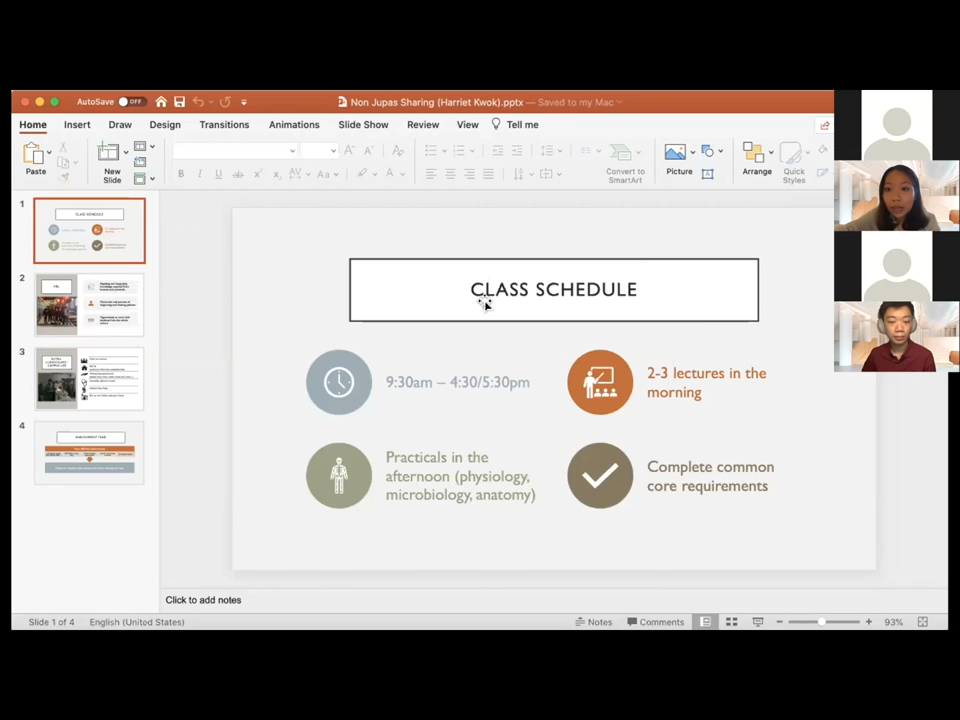 AutoSave OFF
Non Jupas Sharing (Harriet Kwok).pptx — Saved to my Mac
Home Insert Draw Design Transitions Animations Slide Show Review View Tell me
Paste
New
Slide
Convert to
SmartArt
Picture
Arrange
Quick
Styles
1
CLASS SCHEDULE
2
3
4
CLASS SCHEDULE
9:30am – 4:30/5:30pm
2-3 lectures in the
morning
Practicals in the
afternoon (physiology,
microbiology, anatomy)
Complete common
core requirements
Click to add notes
Slide 1 of 4 English (United States) Notes Comments 93%